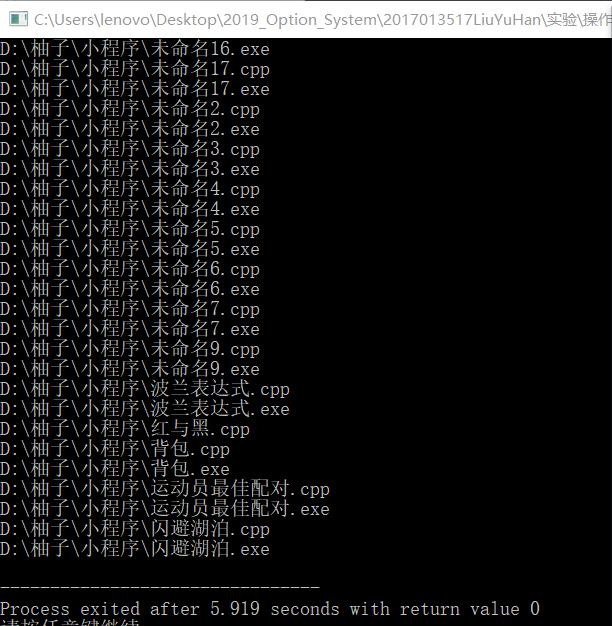 C:\Users\lenovo\Desktop\2019_Option_System\2017013517LiuYuHan\实验\操作
D:\柚子\小程序\未命名16.exe
D:\柚子\小程序\未命名17.cpp
D:\柚子\小程序\未命名17.exe
D:\柚子\小程序\未命名2.cpp
D:\柚子\小程序\未命名2.exe
D:\柚子\小程序\未命名3.cpp
D:\柚子\小程序\未命名3.exe
D:\柚子\小程序\未命名4.cpp
D:\柚子\小程序\未命名4.exe
D:\柚子\小程序\未命名5.cpp
D:\柚子\小程序\未命名5.exe
D:\柚子\小程序\未命名6.cpp
D:\柚子\小程序\未命名6.exe
D:\柚子\小程序\未命名7.cpp
D:\柚子\小程序\未命名7.exe
D:\柚子\小程序\未命名9.cpp
D:\柚子\小程序\未命名9.exe
D:\柚子\小程序\波兰表达式.cpp
D:\柚子\小程序\波兰表达式.exe
D:\柚子\小程序\红与黑.cpp
D:\柚子\小程序\背包.cpp
D:\柚子\小程序\背包.exe
D:\柚子\小程序\运动员最佳配对.cpp
D:\柚子\小程序\运动员最佳配对.exe
D:\柚子\小程序\闪避湖泊.cpp
D:\柚子\小程序\闪避湖泊.exe
--------------------------------
Process exited after 5.919 seconds with return value 0
请按任意键继续